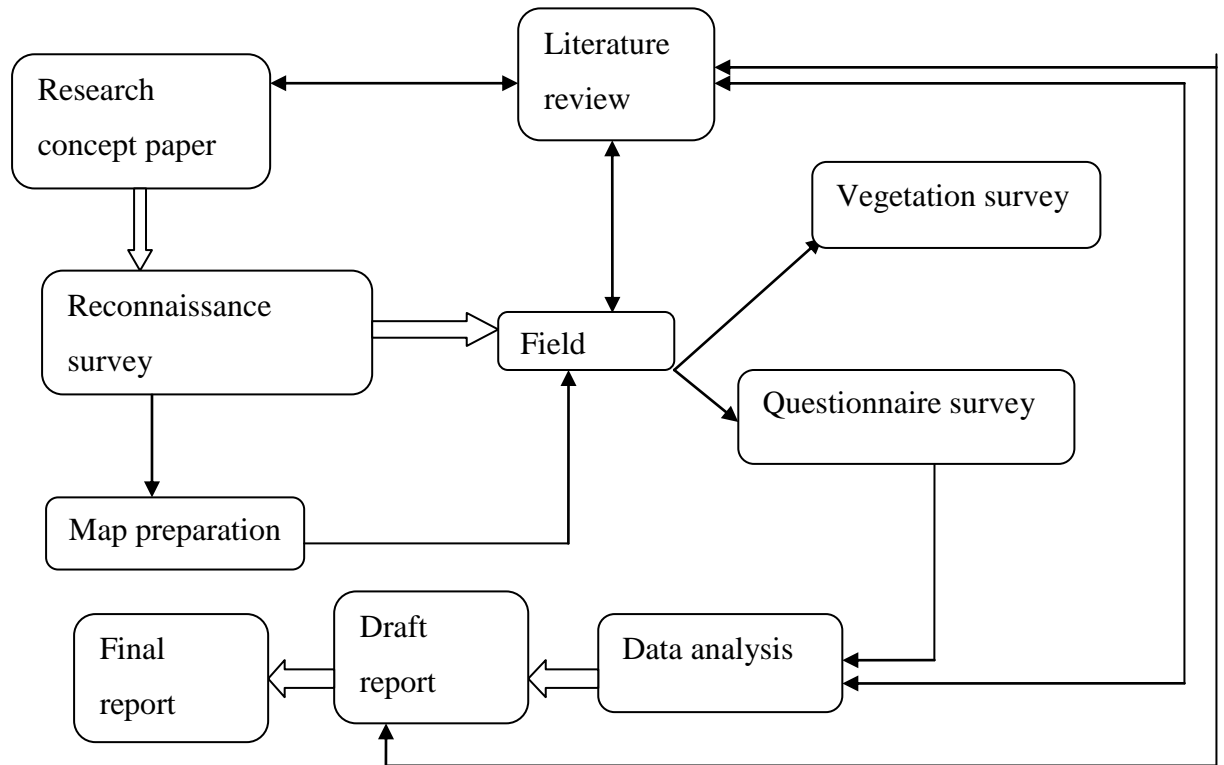 Literature
review
Research
concept paper
Vegetation survey
Reconnaissance
survey
Field
Questionnaire survey
Map preparation
Draft
report
Data analysis
Final
report